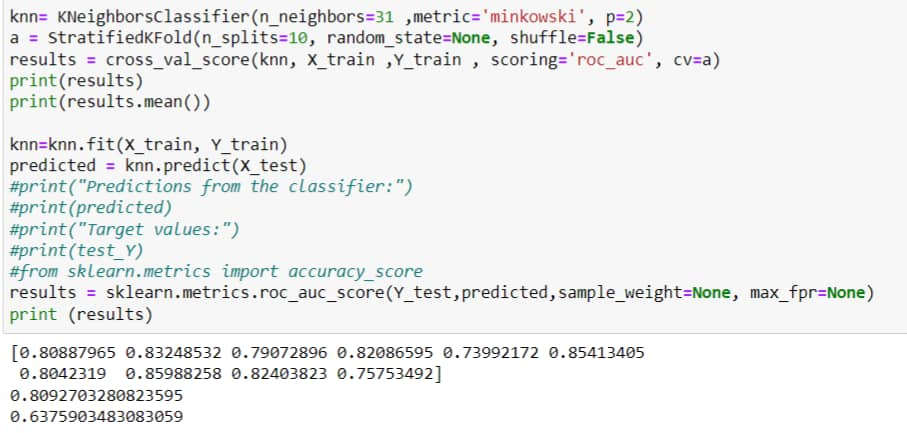 knn= KNeighborsClassifier(n_neighbors=31 ,metric='minkowski', p=2)
a = StratifiedKFold(n_splits=10, random_state=None, shuffle=False)
results = cross_val_score(knn, X_train ,Y_train , scoring='roc_auc', cv=a)
print(results)
print(results.mean())

knn=knn.fit(X_train, Y_train)
predicted = knn.predict(X_test)
#print("Predictions from the classifier:")
#print(predicted)
#print("Target values:")
#print(test_Y)
#from sklearn.metrics import accuracy_score
results = sklearn.metrics.roc_auc_score(Y_test,predicted,sample_weight=None, max_fpr=None)
print (results)

[0.80887965 0.83248532 0.79072896 0.82086595 0.73992172 0.85413405
 0.8042319  0.85988258 0.82403823 0.75753492]
0.8092703280823595
0.6375903483083059